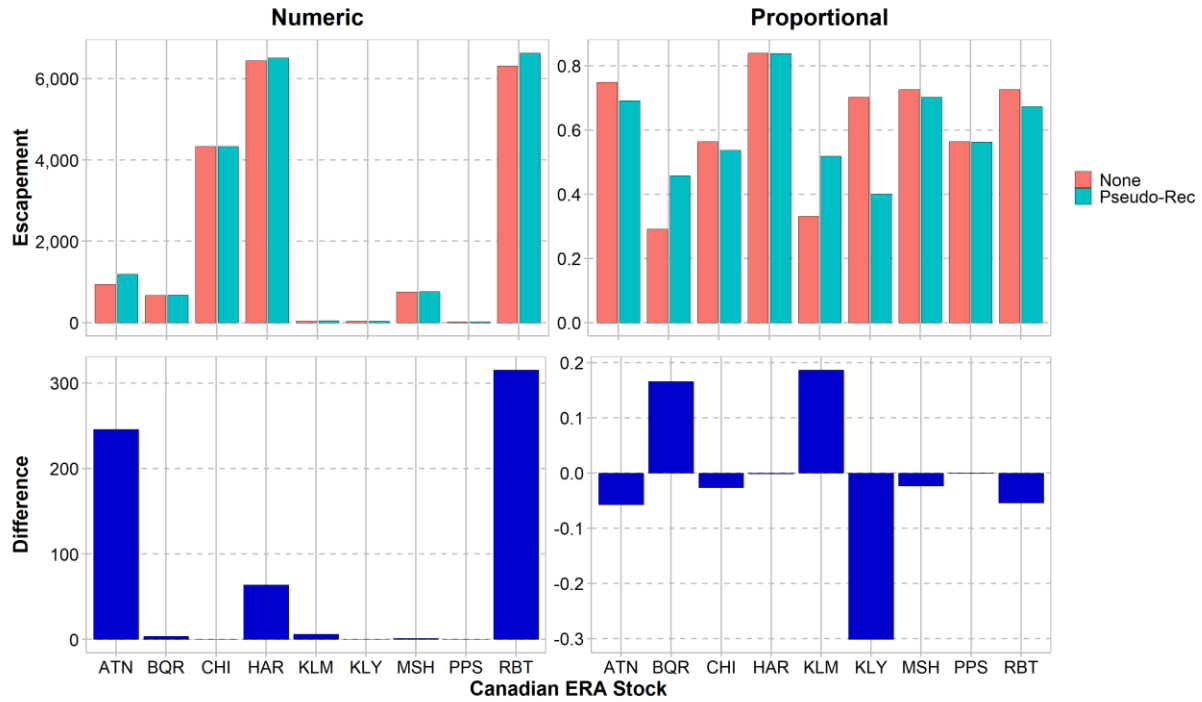 Numeric
Proportional
Escapement
6,000
4,000
2,000
0
0.8
0.6
0.4
0.2
0.0
None
Pseudo-Rec
Difference
300
200
100
0
0.2
0.1
0.0
-0.1
-0.2
-0.3
ATN BQR CHI HAR KLM KLY MSH PPS RBT
ATN BQR CHI HAR KLM KLY MSH PPS RBT
Canadian ERA Stock